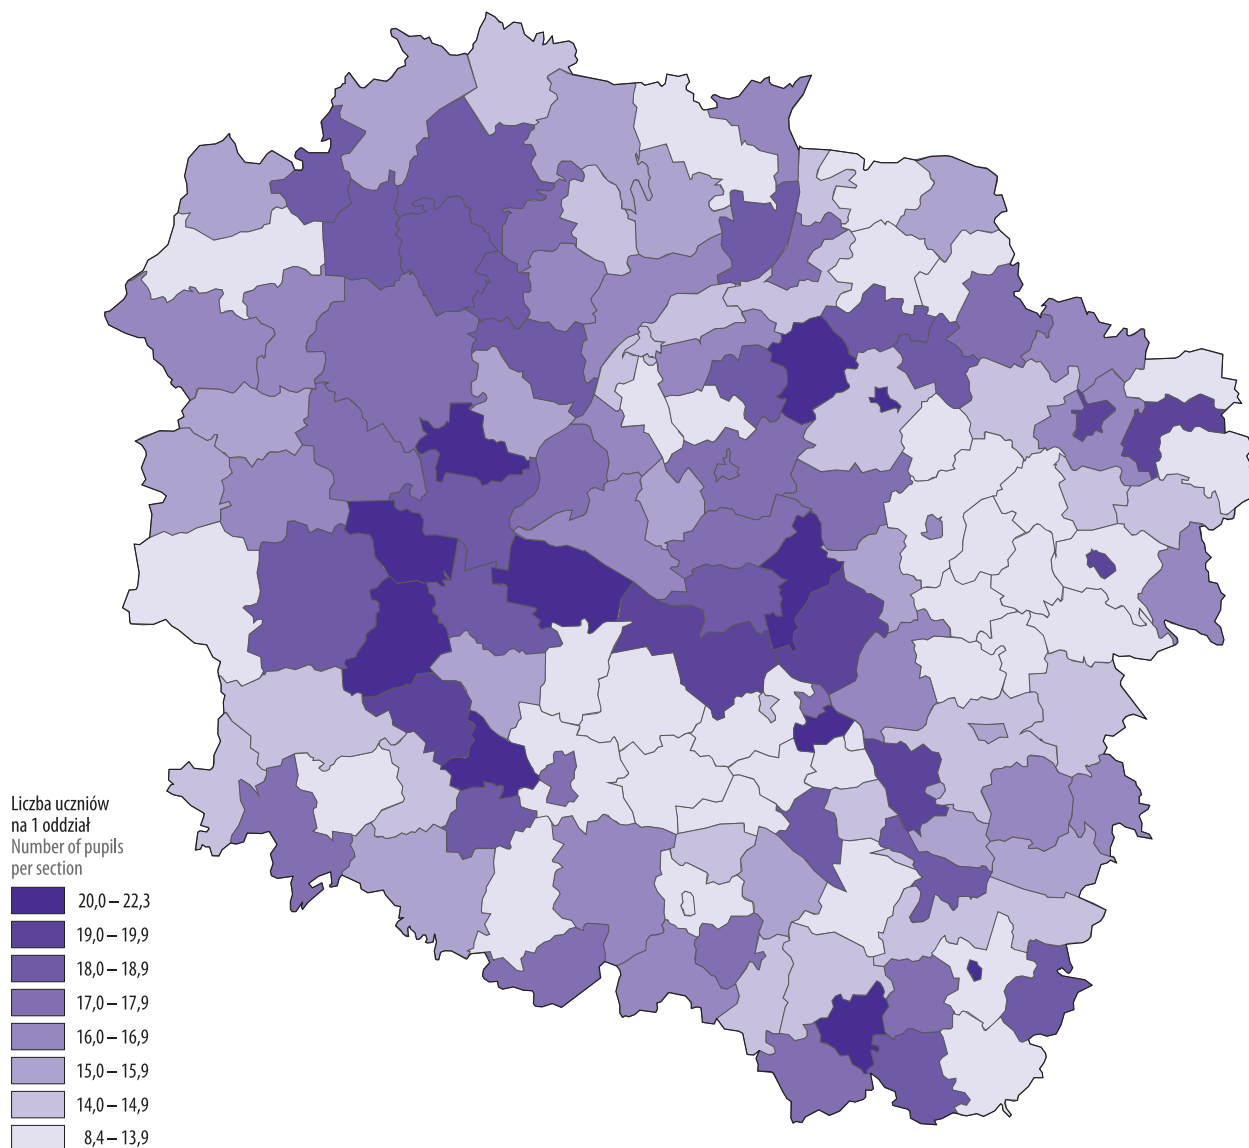 Liczba uczniów
na 1 oddział
Number of pupils
per section
20,0 – 22,3
19,0 – 19,9
18,0 – 18,9
17,0 – 17,9
16,0 – 16,9
15,0 – 15,9
14,0 – 14,9
8,4 – 13,9